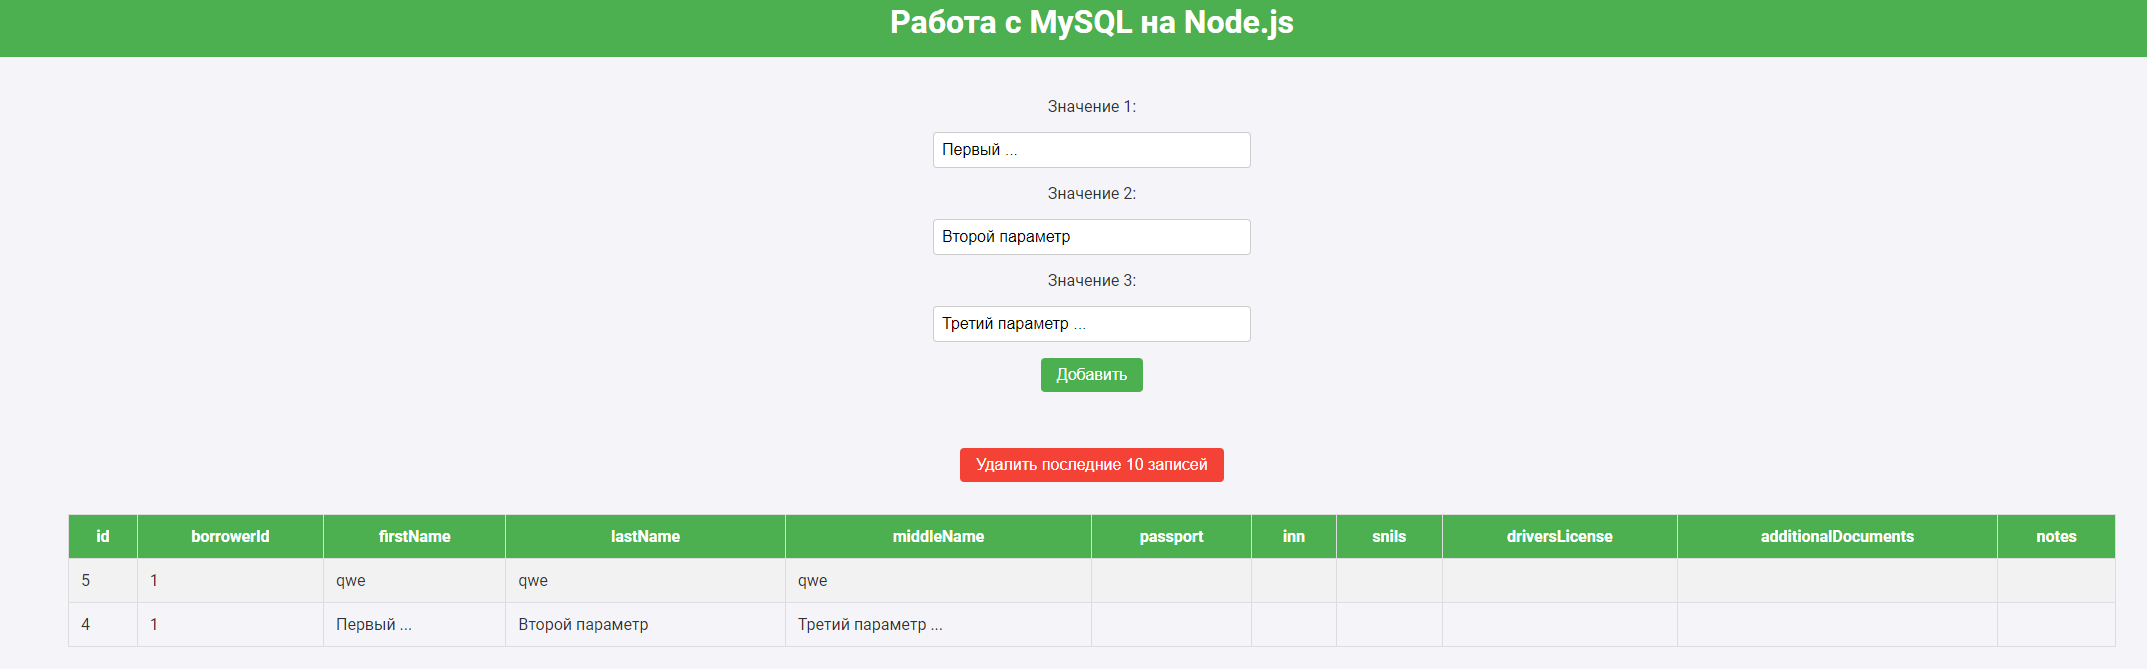 Работа с MySQL на Node.js
Значение 1:
Первый ...
Значение 2:
Второй параметр
Значение 3:
Третий параметр ...
Добавить
Удалить последние 10 записей
id borrowerId firstName lastName middleName passport inn snils driversLicense additionalDocuments notes
5 1 qwe qwe qwe
4 1 Первый ... Второй параметр Третий параметр ...